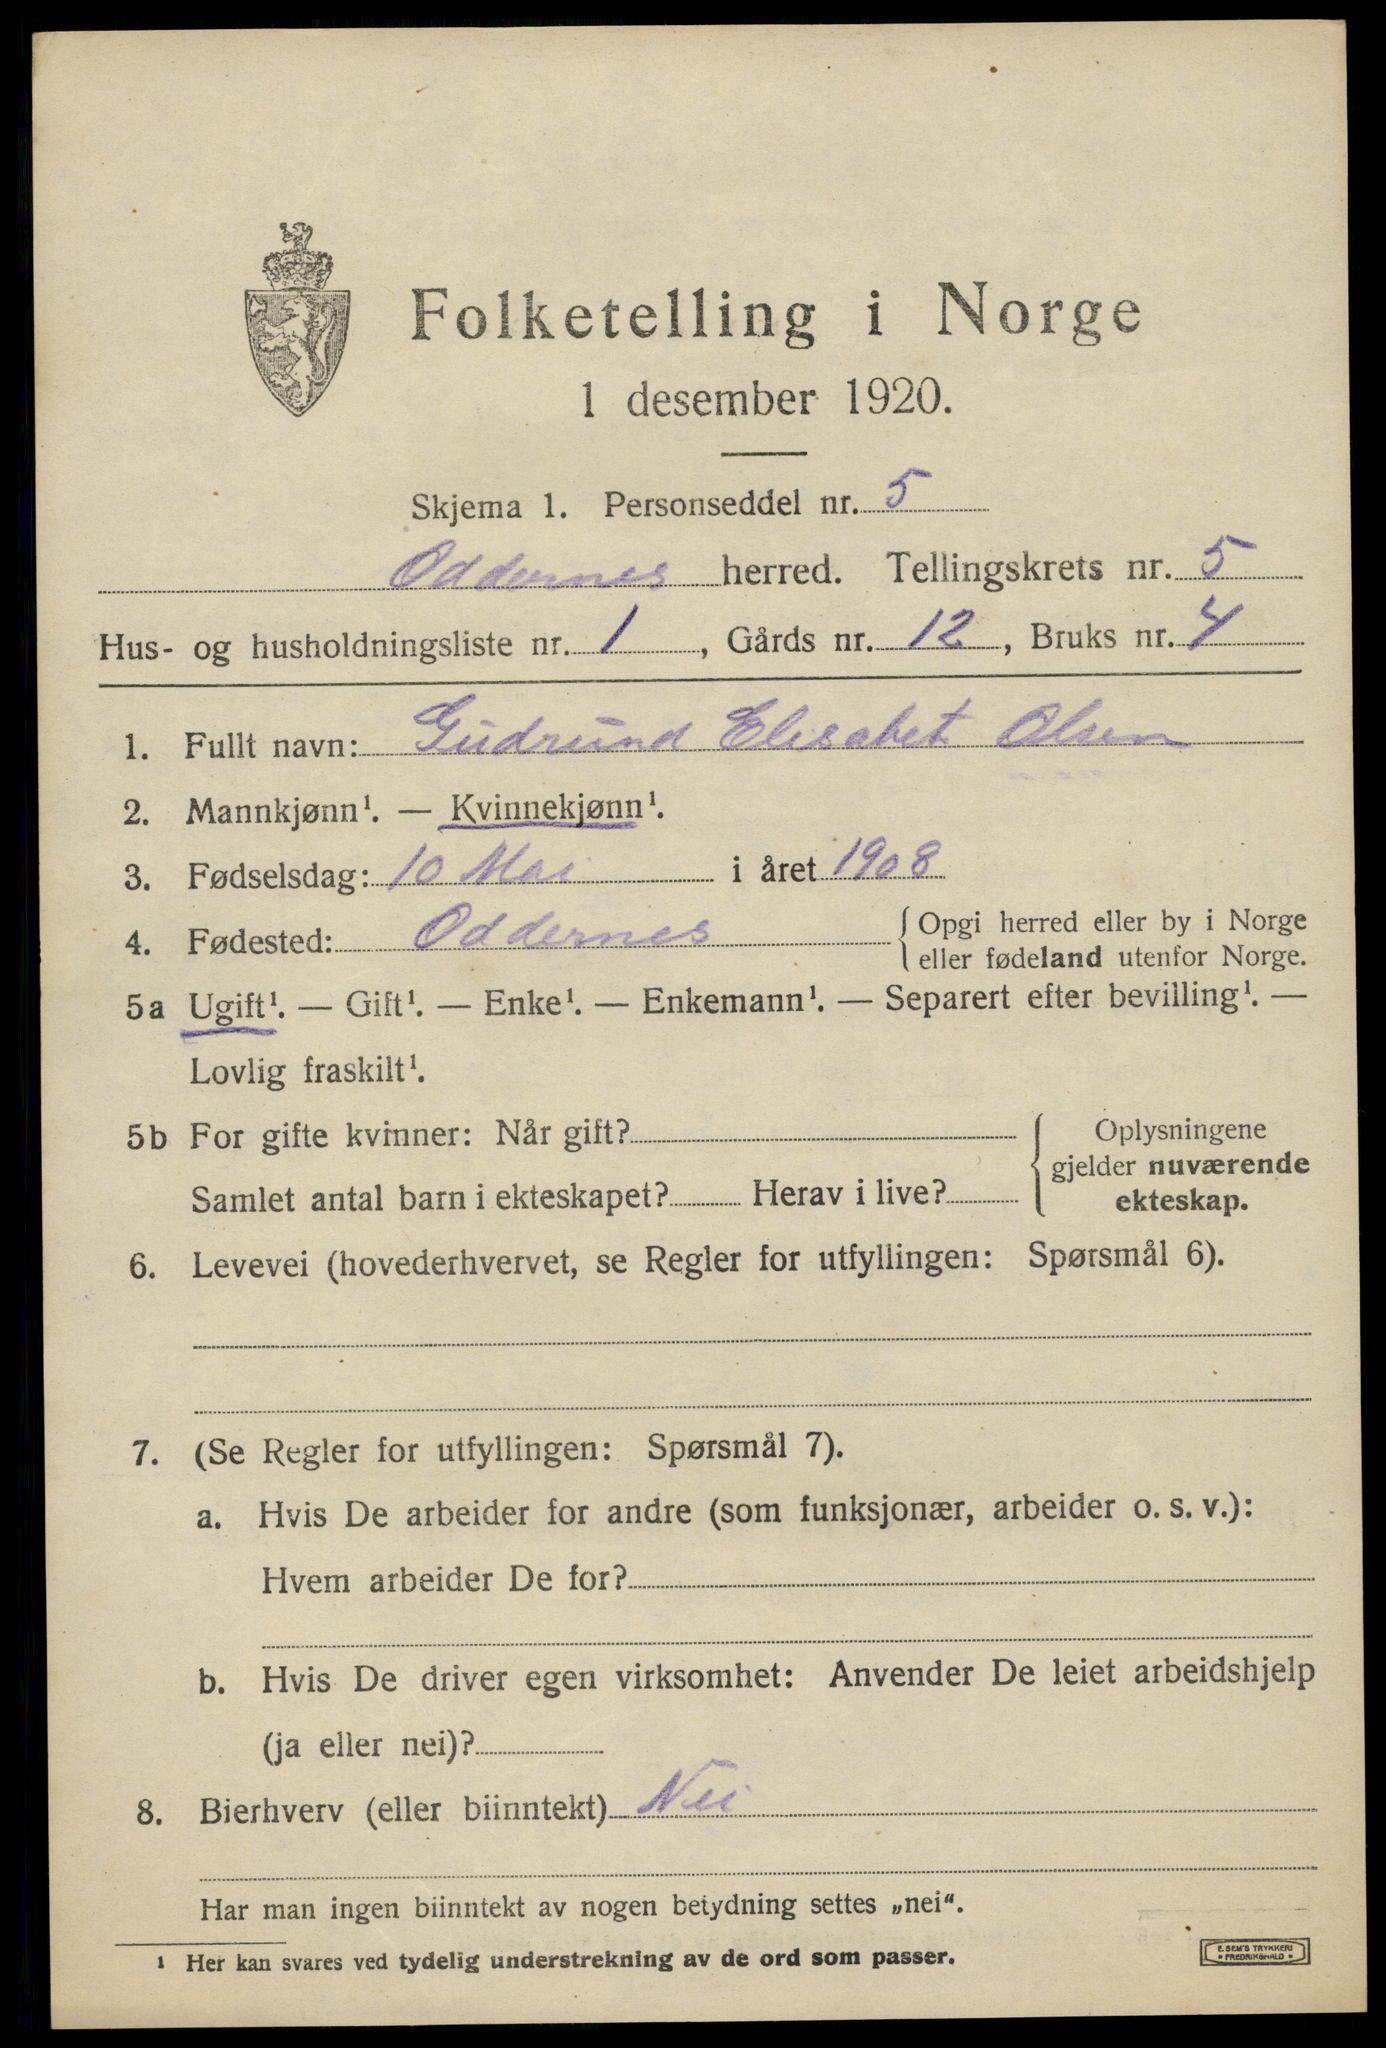 Folketelling i Norge
1 desember 1920.
Skjema 1. Personseddel nr. 5
Oddernes herred. Tellingskrets nr. 5
Hus- og husholdningsliste nr. 1, Gårds nr. 12, Bruks nr. 4
1. Fullt navn: Gudrund Elisabet Olsen
2. Mannkjønn¹. — Kvinnekjønn¹.
3. Fødselsdag: 10 Mai i året 1908
4. Fødested: Oddernes { Opgi herred eller by i Norge
eller fødeland utenfor Norge.
5a Ugift¹. — Gift¹. — Enke¹. — Enkemann¹. — Separert efter bevilling¹. —
Lovlig fraskilt¹.
5b For gifte kvinner: Når gift? { Oplysningene
gjelder nuværende
Samlet antal barn i ekteskapet? Herav i live? ekteskap.
6. Levevei (hovederhvervet, se Regler for utfyllingen: Spørsmål 6).
7. (Se Regler for utfyllingen: Spørsmål 7).
a. Hvis De arbeider for andre (som funksjonær, arbeider o. s. v.):
Hvem arbeider De for?
b. Hvis De driver egen virksomhet: Anvender De leiet arbeidshjelp
(ja eller nei)?
8. Bierhverv (eller biinntekt) Nei
Har man ingen biinntekt av nogen betydning settes „nei“.
¹ Her kan svares ved tydelig understrekning av de ord som passer.
E. SEM'S TRYKKERI
* FREDRIKSHALD *